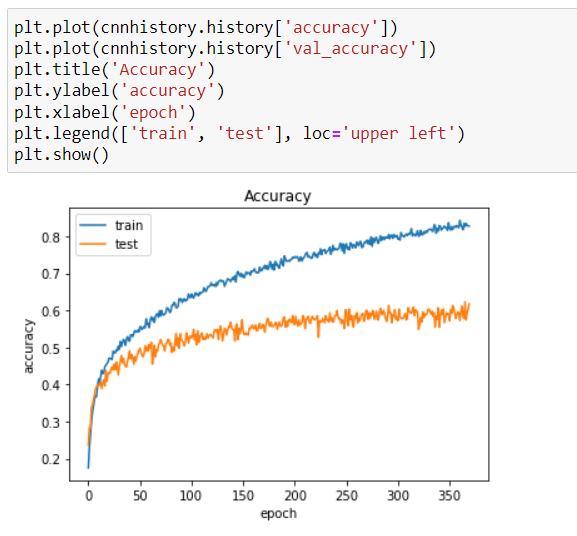 plt.plot(cnnhistory.history['accuracy'])
plt.plot(cnnhistory.history['val_accuracy'])
plt.title('Accuracy')
plt.ylabel('accuracy')
plt.xlabel('epoch')
plt.legend(['train', 'test'], loc='upper left')
plt.show()
Accuracy
train
test
0.8
0.7
0.6
0.5
0.4
0.3
0.2
accuracy
0 50 100 150 200 250 300 350
epoch